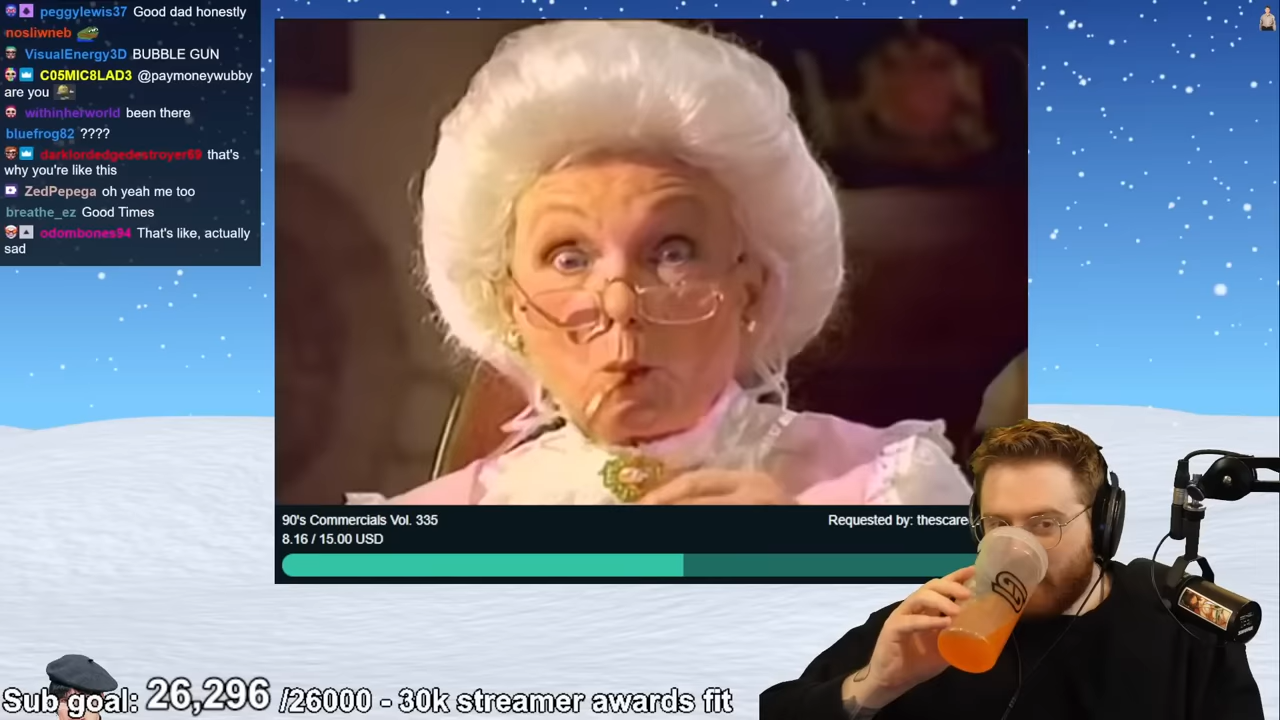 peggylewis37 Good dad honestly
nosliwneb
VisualEnergy3D BUBBLE GUN
C05MIC8LAD3 @paymoneywubby
are you
withinherworld been there
bluefrog82 ????
darklordedgedestroyer69 that's
why you're like this
ZedPepega oh yeah me too
breathe_ez Good Times
odombones94 That's like, actually
sad
90's Commercials Vol. 335
Requested by: thescare
8.16 / 15.00 USD
Sub goal: 26,296 /26000 - 30k streamer awards fit